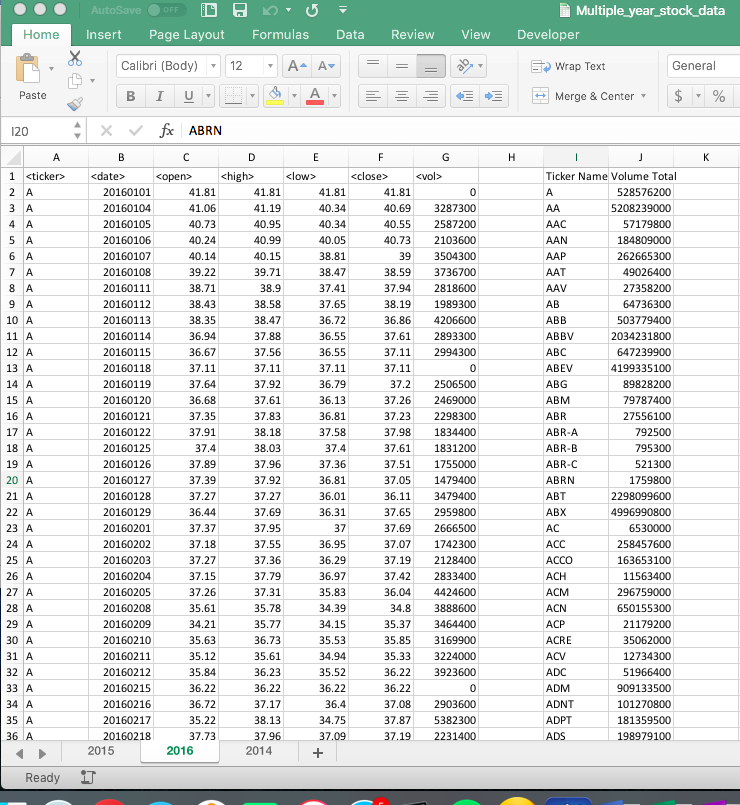 AutoSave OFF Multiple_year_stock_data
Home Insert Page Layout Formulas Data Review View Developer
Calibri (Body) 12 A A Wrap Text General
Paste B I U A Merge & Center $ %
I20 fx ABRN
A B C D E F G H I J K
1 <ticker> <date> <open> <high> <low> <close> <vol> Ticker Name Volume Total
2 A 20160101 41.81 41.81 41.81 41.81 0 A 528576200
3 A 20160104 41.06 41.19 40.34 40.69 3287300 AA 5208239000
4 A 20160105 40.73 40.95 40.34 40.55 2587200 AAC 57179800
5 A 20160106 40.24 40.99 40.05 40.73 2103600 AAN 184809000
6 A 20160107 40.14 40.15 38.81 39 3504300 AAP 262665300
7 A 20160108 39.22 39.71 38.47 38.59 3736700 AAT 49026400
8 A 20160111 38.71 38.9 37.41 37.94 2818600 AAV 27358200
9 A 20160112 38.43 38.58 37.65 38.19 1989300 AB 64736300
10 A 20160113 38.35 38.47 36.72 36.86 4206600 ABB 503779400
11 A 20160114 36.94 37.88 36.55 37.61 2893300 ABBV 2034231800
12 A 20160115 36.67 37.56 36.55 37.11 2994300 ABC 647239900
13 A 20160118 37.11 37.11 37.11 37.11 0 ABEV 4199335100
14 A 20160119 37.64 37.92 36.79 37.2 2506500 ABG 89828200
15 A 20160120 36.68 37.61 36.13 37.26 2469000 ABM 79787400
16 A 20160121 37.35 37.83 36.81 37.23 2298300 ABR 27556100
17 A 20160122 37.91 38.18 37.58 37.98 1834400 ABR-A 792500
18 A 20160125 37.4 38.03 37.4 37.61 1831200 ABR-B 795300
19 A 20160126 37.89 37.96 37.36 37.51 1755000 ABR-C 521300
20 A 20160127 37.39 37.92 36.81 37.05 1479400 ABRN 1759800
21 A 20160128 37.27 37.27 36.01 36.11 3479400 ABT 2298099600
22 A 20160129 36.44 37.69 36.31 37.65 2959800 ABX 4996990800
23 A 20160201 37.37 37.95 37 37.69 2666500 AC 6530000
24 A 20160202 37.18 37.55 36.95 37.07 1742300 ACC 258457600
25 A 20160203 37.27 37.36 36.29 37.19 2128400 ACCO 163653100
26 A 20160204 37.15 37.79 36.97 37.42 2833400 ACH 11563400
27 A 20160205 37.26 37.31 35.83 36.04 4424600 ACM 296759000
28 A 20160208 35.61 35.78 34.39 34.8 3888600 ACN 650155300
29 A 20160209 34.21 35.77 34.15 35.37 3464400 ACP 21179200
30 A 20160210 35.63 36.73 35.53 35.85 3169900 ACRE 35062000
31 A 20160211 35.12 35.61 34.94 35.33 3224000 ACV 12734300
32 A 20160212 35.84 36.23 35.52 36.22 3923600 ADC 51966400
33 A 20160215 36.22 36.22 36.22 36.22 0 ADM 909133500
34 A 20160216 36.72 37.17 36.4 37.08 2903600 ADNT 101270800
35 A 20160217 35.22 38.13 34.75 37.87 5382300 ADPT 181359500
36 A 20160218 37.73 37.96 37.09 37.19 2231400 ADS 198979100
2015 2016 2014 +
Ready